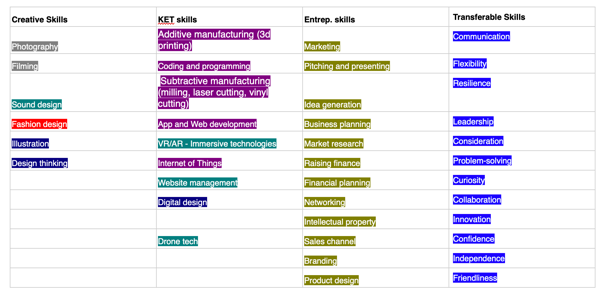 Creative Skills KET skills Entrep. skills Transferable Skills
Photography Additive manufacturing (3d printing) Marketing Communication
Filming Coding and programming Pitching and presenting Flexibility
Sound design Subtractive manufacturing (milling, laser cutting, vinyl cutting) Idea generation Resilience
Fashion design App and Web development Business planning Leadership
Illustration VR/AR - Immersive technologies Market research Consideration
Design thinking Internet of Things Raising finance Problem-solving
Website management Financial planning Curiosity
Digital design Networking Collaboration
Intellectual property Innovation
Drone tech Sales channel Confidence
Branding Independence
Product design Friendliness